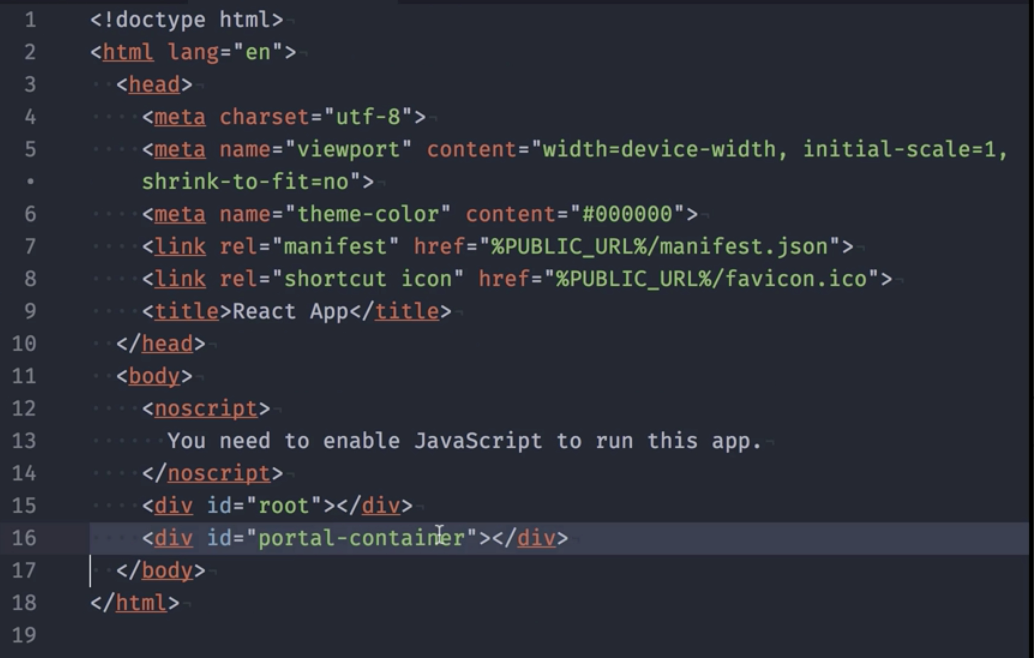 1 <!doctype html>
2 <html lang="en">
3 <head>
4 <meta charset="utf-8">
5 <meta name="viewport" content="width=device-width, initial-scale=1,
• shrink-to-fit=no">
6 <meta name="theme-color" content="#000000">
7 <link rel="manifest" href="%PUBLIC_URL%/manifest.json">
8 <link rel="shortcut icon" href="%PUBLIC_URL%/favicon.ico">
9 <title>React App</title>
10 </head>
11 <body>
12 <noscript>
13 You need to enable JavaScript to run this app.
14 </noscript>
15 <div id="root"></div>
16 <div id="portal-container"></div>
17 </body>
18 </html>
19